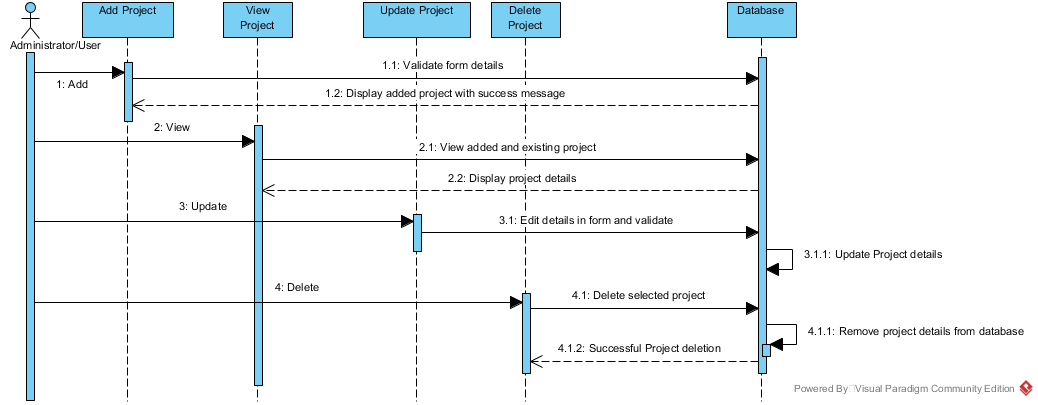 Add Project
View
Project
Update Project
Delete
Project
Database
Administrator/User
1: Add
1.1: Validate form details
1.2: Display added project with success message
2: View
2.1: View added and existing project
2.2: Display project details
3: Update
3.1: Edit details in form and validate
3.1.1: Update Project details
4: Delete
4.1: Delete selected project
4.1.1: Remove project details from database
4.1.2: Successful Project deletion
Powered By Visual Paradigm Community Edition